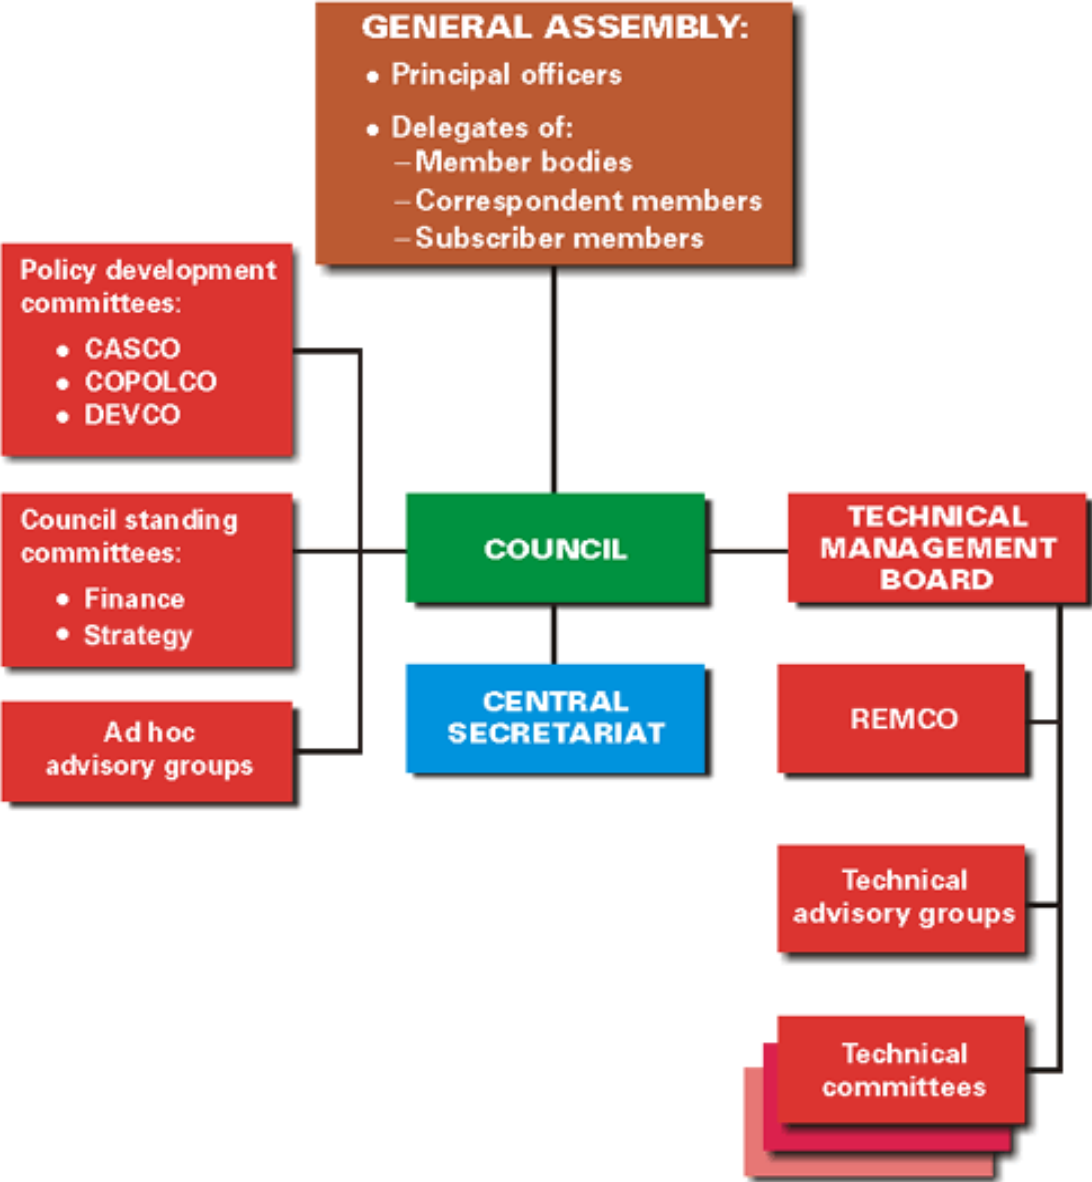 GENERAL ASSEMBLY:
• Principal officers
• Delegates of:
–Member bodies
–Correspondent members
–Subscriber members
Policy development
committees:
• CASCO
• COPOLCO
• DEVCO
Council standing
committees:
• Finance
• Strategy
Ad hoc
advisory groups
COUNCIL
CENTRAL
SECRETARIAT
TECHNICAL
MANAGEMENT
BOARD
REMCO
Technical
advisory groups
Technical
committees